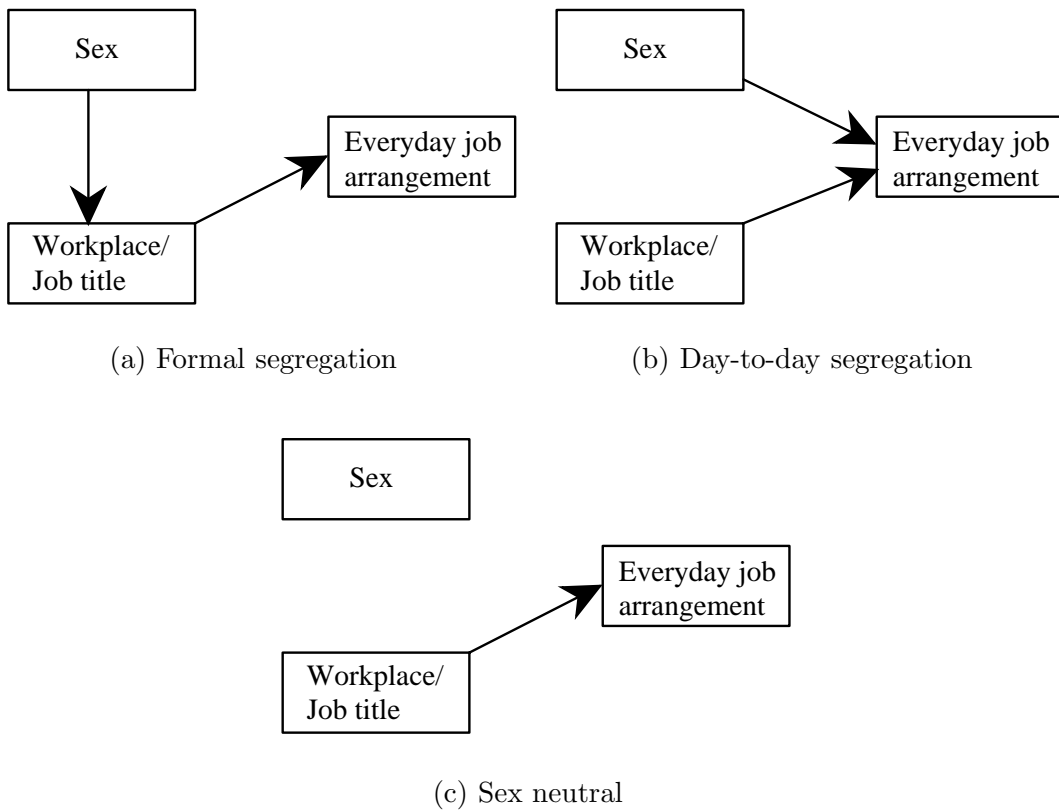 Sex
Everyday job
arrangement
Workplace/
Job title
(a) Formal segregation
Sex
Everyday job
arrangement
Workplace/
Job title
(b) Day-to-day segregation
Sex
Everyday job
arrangement
Workplace/
Job title
(c) Sex neutral